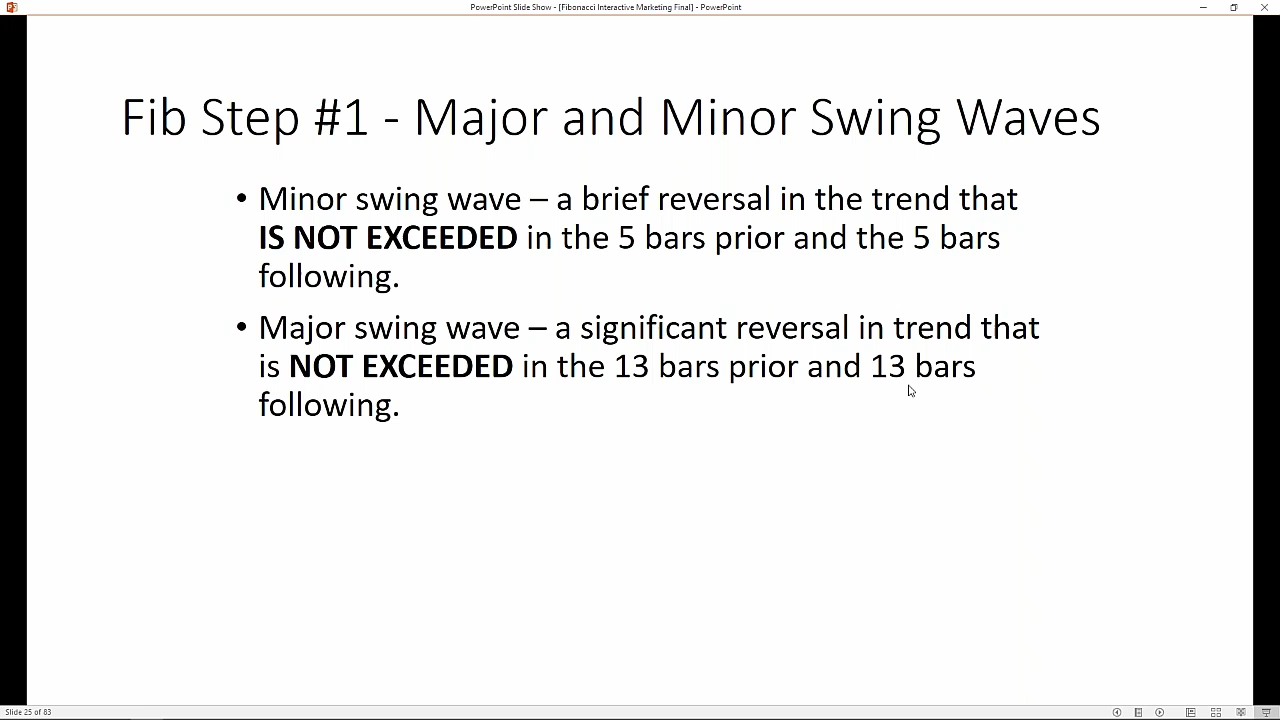 PowerPoint Slide Show - [Fibonacci Interactive Marketing Final] - PowerPoint
Fib Step #1 - Major and Minor Swing Waves
• Minor swing wave – a brief reversal in the trend that
IS NOT EXCEEDED in the 5 bars prior and the 5 bars
following.
• Major swing wave – a significant reversal in trend that
is NOT EXCEEDED in the 13 bars prior and 13 bars
following.
Slide 25 of 83